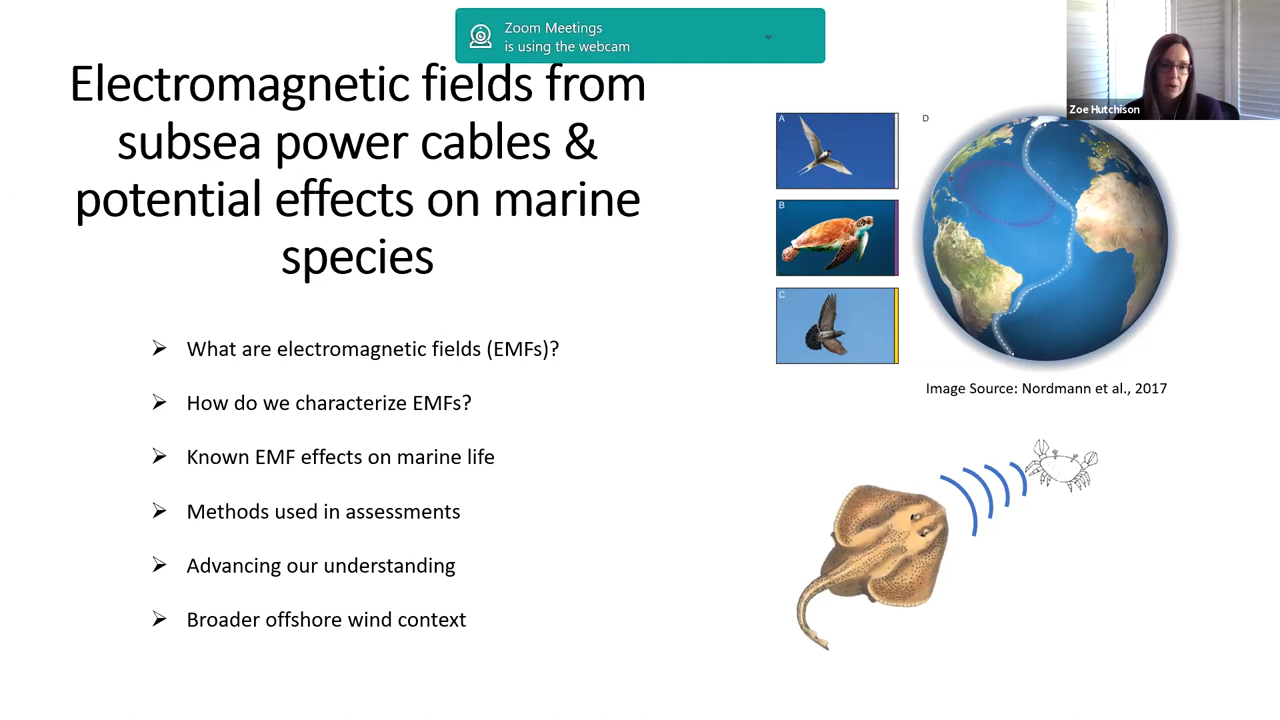 Zoom Meetings
is using the webcam
Electromagnetic fields from
subsea power cables &
potential effects on marine
species
➢ What are electromagnetic fields (EMFs)?
➢ How do we characterize EMFs?
➢ Known EMF effects on marine life
➢ Methods used in assessments
➢ Advancing our understanding
➢ Broader offshore wind context
A
B
C
D
Image Source: Nordmann et al., 2017
Zoe Hutchison